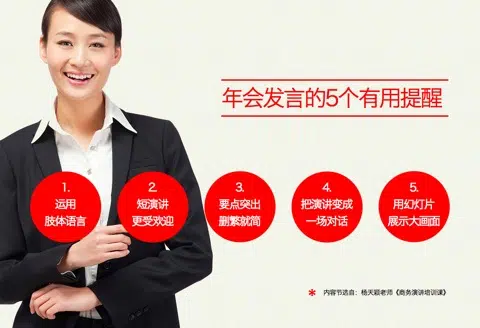 年会发言的5个有用提醒
1.
运用
肢体语言
2.
短演讲
更受欢迎
3.
要点突出
删繁就简
4.
把演讲变成
一场对话
5.
用幻灯片
展示大画面
* 内容节选自：杨天颖老师《商务演讲培训课》